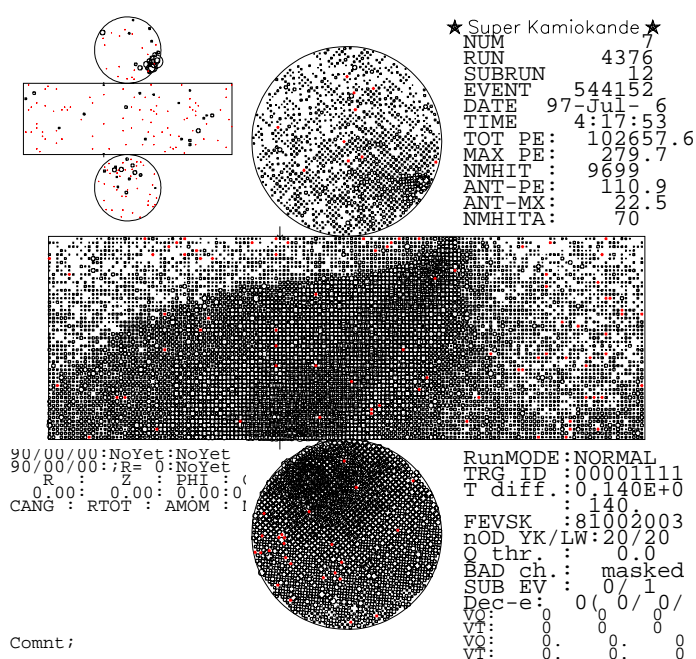 ★ Super Kamiokande ★
NUM 7
RUN 4376
SUBRUN 12
EVENT 544152
DATE 97-Jul- 6
TIME 4:17:53
TOT PE: 102657.6
MAX PE: 279.7
NMHIT : 9699
ANT-PE: 110.9
ANT-MX: 22.5
NMHITA: 70
90/00/00:NoYet:NoYet
90/00/00:;R= 0:NoYet
R : Z : PHI :
0.00: 0.00: 0.00:0
CANG : RTOT : AMOM :
RunMODE:NORMAL
TRG ID :00001111
T diff.:0.140E+0
: 140.
FEVSK :81002003
nOD YK/LW:20/20
Q thr. : 0.0
BAD ch.: masked
SUB EV : 0/ 1
Dec-e: 0( 0/ 0/
VQ: 0 0 0
VT: 0 0 0
VQ: 0. 0. 0
VT: 0. 0. 0
Comnt;